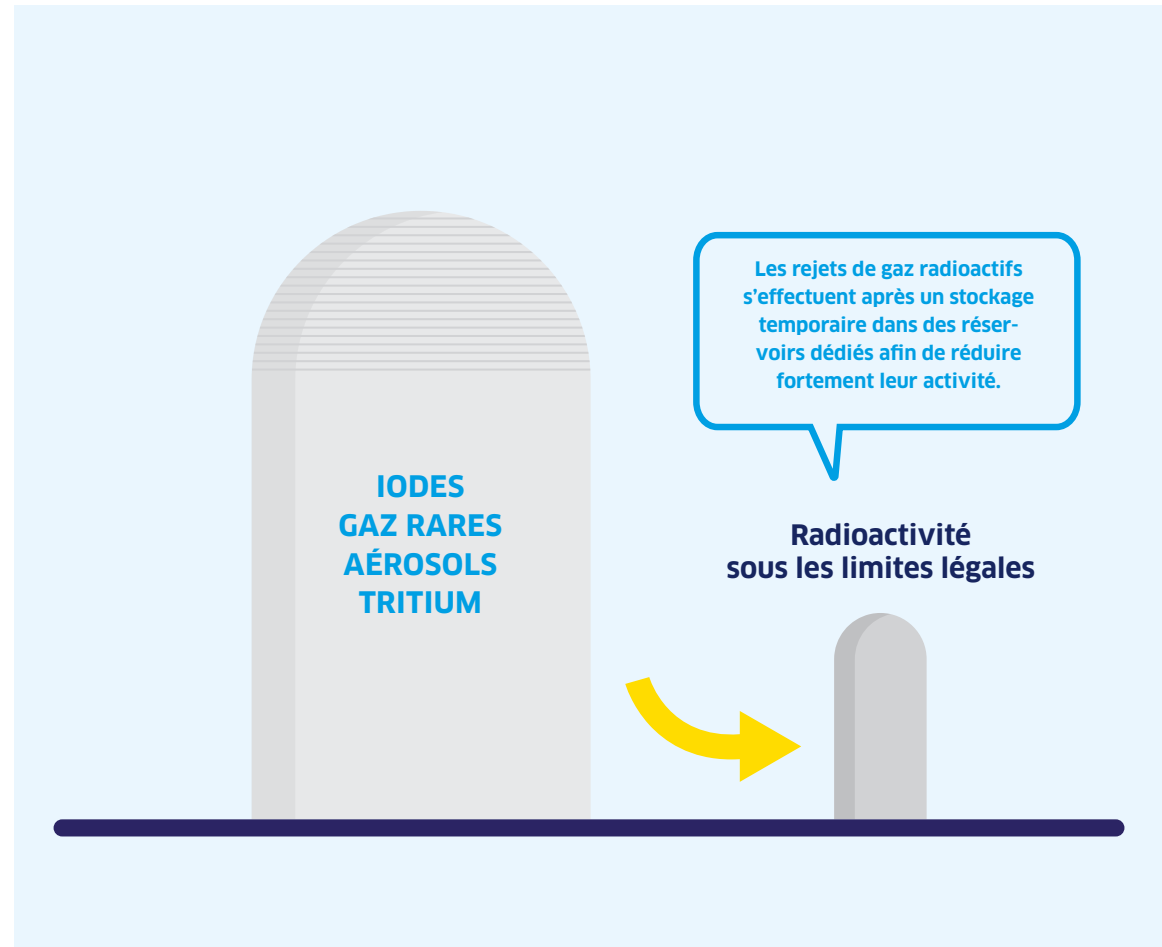 Les rejets de gaz radioactifs
s'effectuent après un stockage
temporaire dans des réser-
voirs dédiés afin de réduire
fortement leur activité.
IODES
GAZ RARES
AÉROSOLS
TRITIUM
Radioactivité
sous les limites légales